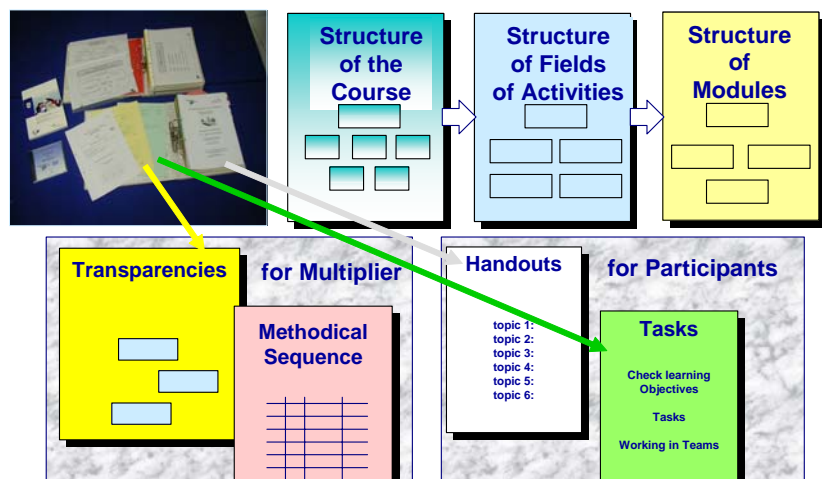 Structure
of the
Course
Structure
of Fields
of Activities
Structure
of
Modules
Transparencies
for Multiplier
Methodical
Sequence
Handouts
for Participants
topic 1:
topic 2:
topic 3:
topic 4:
topic 5:
topic 6:
Tasks
Check learning
Objectives
Tasks
Working in Teams